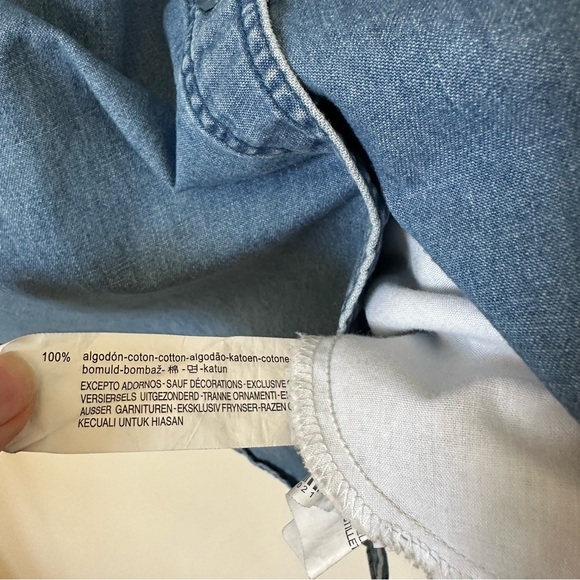 100% algodón-coton-cotton-algodão-katoen-cotone
bomuld-bombaž-棉-면-katun
EXCEPTO ADORNOS-SAUF DÉCORATIONS-EXCLUSIVE
VERSIERSELS UITGEZONDERD-TRANNE ORNAMENTI-
AUSSER GARNITUREN-EKSKLUSIV FRYNSER-RAZEN
KECUALI UNTUK HIASAN